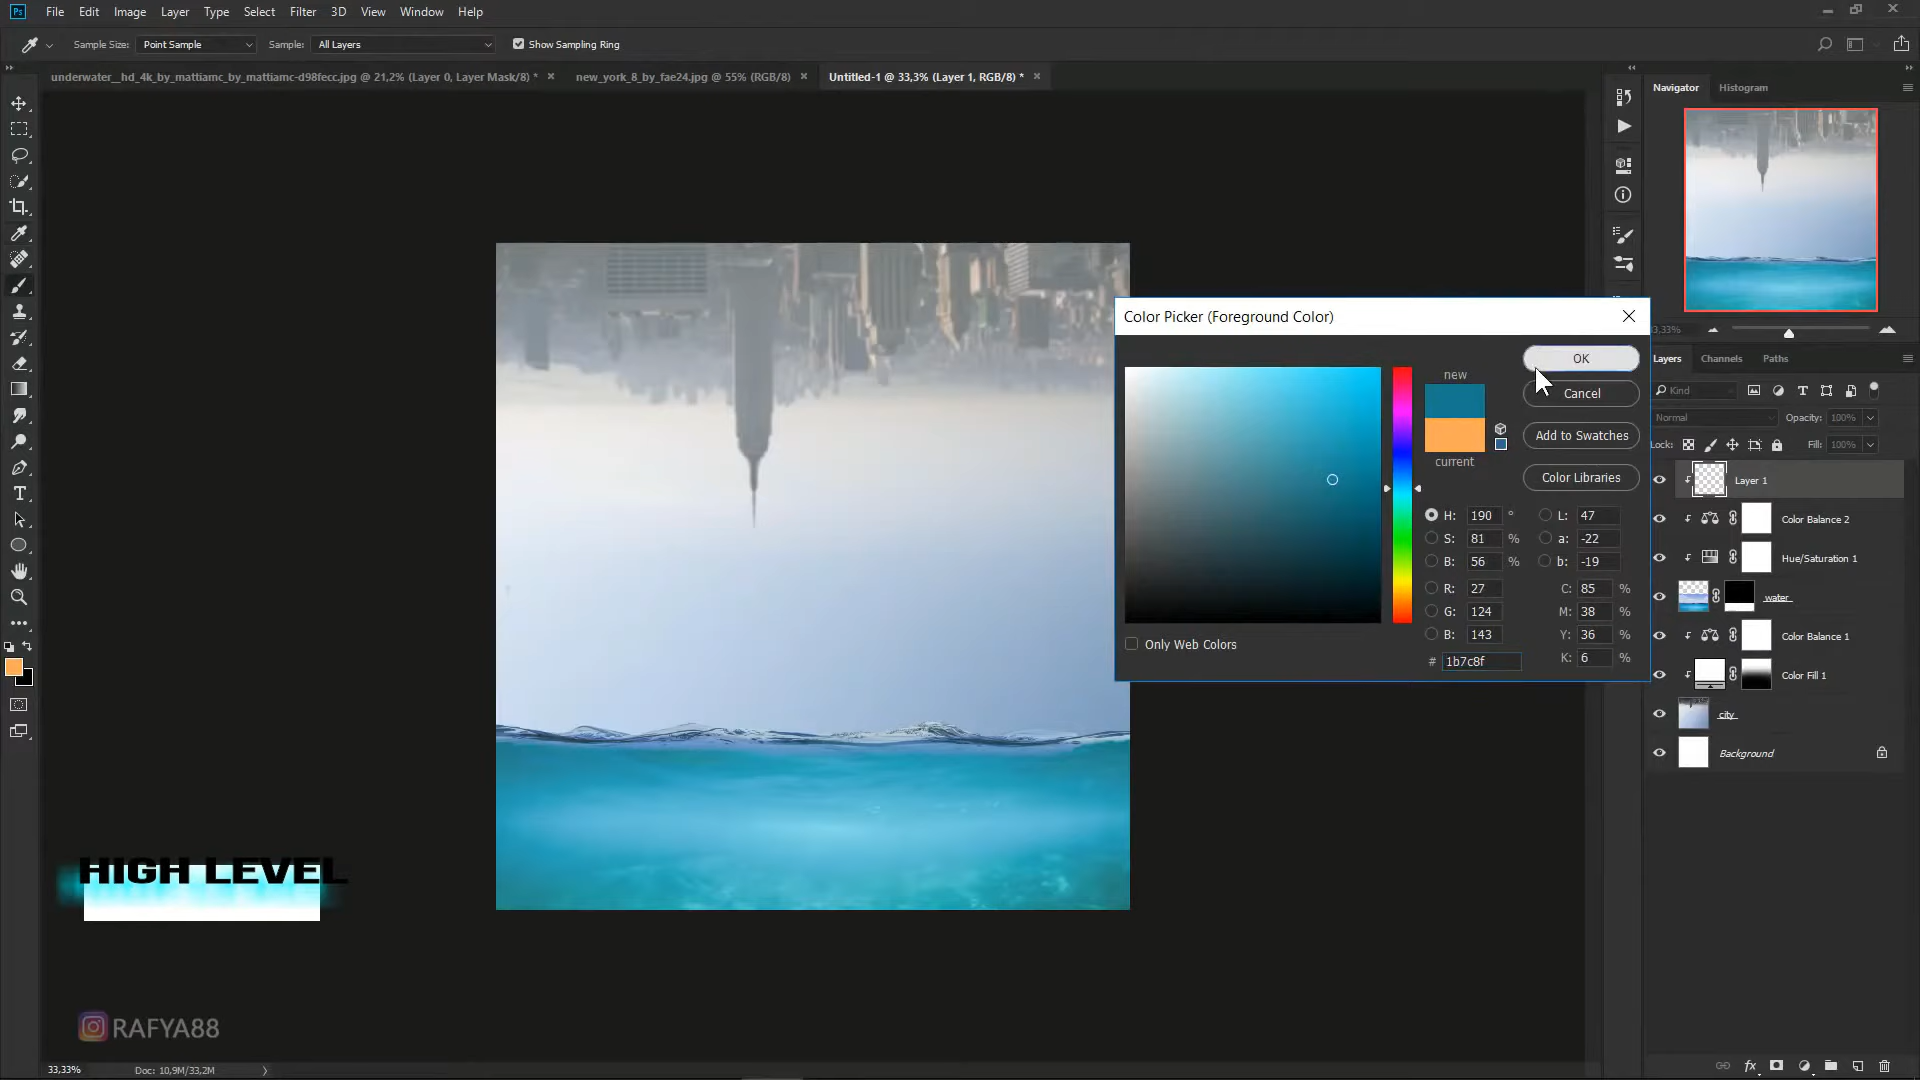 Ps File Edit Image Layer Type Select Filter 3D View Window Help
Sample Size: Point Sample Sample: All Layers Show Sampling Ring
underwater__hd_4k_by_mattiamc_by_mattiamc-d98fecc.jpg @ 21,2% (Layer 0, Layer Mask/8) * new_york_8_by_fae24.jpg @ 55% (RGB/8) Untitled-1 @ 33,3% (Layer 1, RGB/8) *
Navigator Histogram
33,33%
Color Picker (Foreground Color)
new
current
OK
Cancel
Add to Swatches
Color Libraries
H: 190 ° L: 47
S: 81 % a: -22
B: 56 % b: -19
R: 27 C: 85 %
G: 124 M: 38 %
B: 143 Y: 36 %
# 1b7c8f K: 6 %
Only Web Colors
Layers Channels Paths
Kind
Normal Opacity: 100%
Lock: Fill: 100%
Layer 1
Color Balance 2
Hue/Saturation 1
water
Color Balance 1
Color Fill 1
city
Background
HIGH LEVEL
RAFYA88
33,33% Doc: 10,9M/33,2M
fx